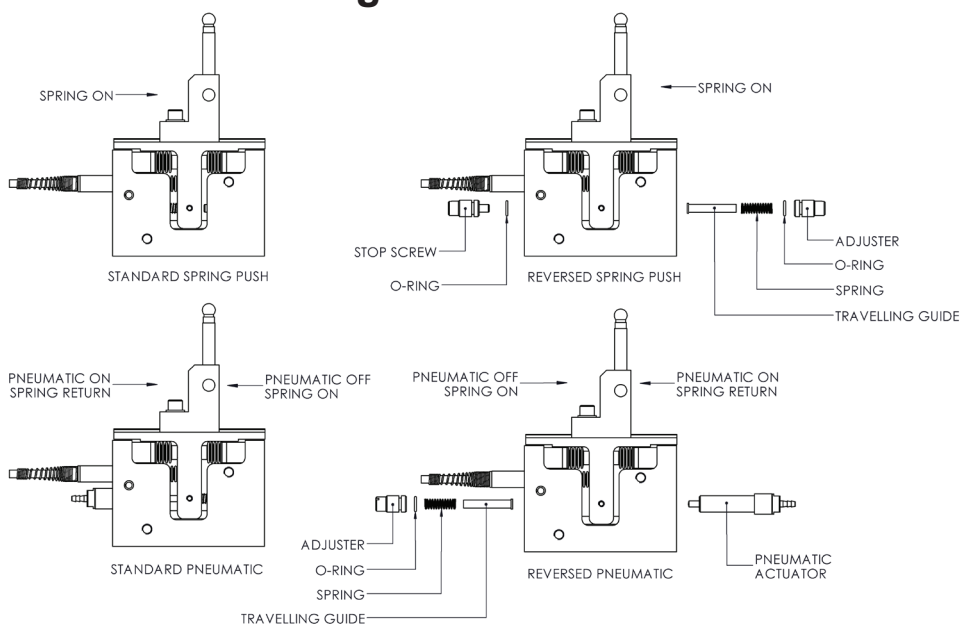 SPRING ON
SPRING ON
STOP SCREW
O-RING
ADJUSTER
O-RING
SPRING
TRAVELLING GUIDE
STANDARD SPRING PUSH
REVERSED SPRING PUSH
PNEUMATIC ON
SPRING RETURN
PNEUMATIC OFF
SPRING ON
PNEUMATIC OFF
SPRING ON
PNEUMATIC ON
SPRING RETURN
ADJUSTER
O-RING
SPRING
TRAVELLING GUIDE
PNEUMATIC
ACTUATOR
STANDARD PNEUMATIC
REVERSED PNEUMATIC